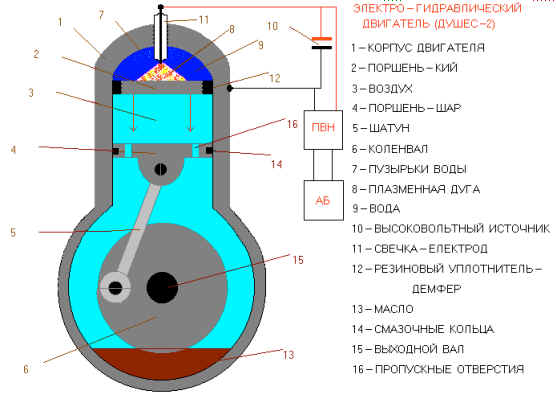 ЭЛЕКТРО-ГИДРАВЛИЧЕСКИЙ
ДВИГАТЕЛЬ (ДУШЕС-2)
1-КОРПУС ДВИГАТЕЛЯ
2-ПОРШЕНЬ-КИЙ
3-ВОЗДУХ
4-ПОРШЕНЬ-ШАР
5-ШАТУН
6-КОЛЕНВАЛ
7-ПУЗЫРЬКИ ВОДЫ
8-ПЛАЗМЕННАЯ ДУГА
9-ВОДА
10-ВЫСОКОВОЛЬТНЫЙ ИСТОЧНИК
11-СВЕЧКА-ЕЛЕКТРОД
12-РЕЗИНОВЫЙ УПЛОТНИТЕЛЬ-
ДЕМФЕР
13-МАСЛО
14-СМАЗОЧНЫЕ КОЛЬЦА
15-ВЫХОДНОЙ ВАЛ
16-ПРОПУСКНЫЕ ОТВЕРСТИЯ
1
7
11
8
9
10
2
12
3
16
4
14
5
15
13
6
ПВН
АБ